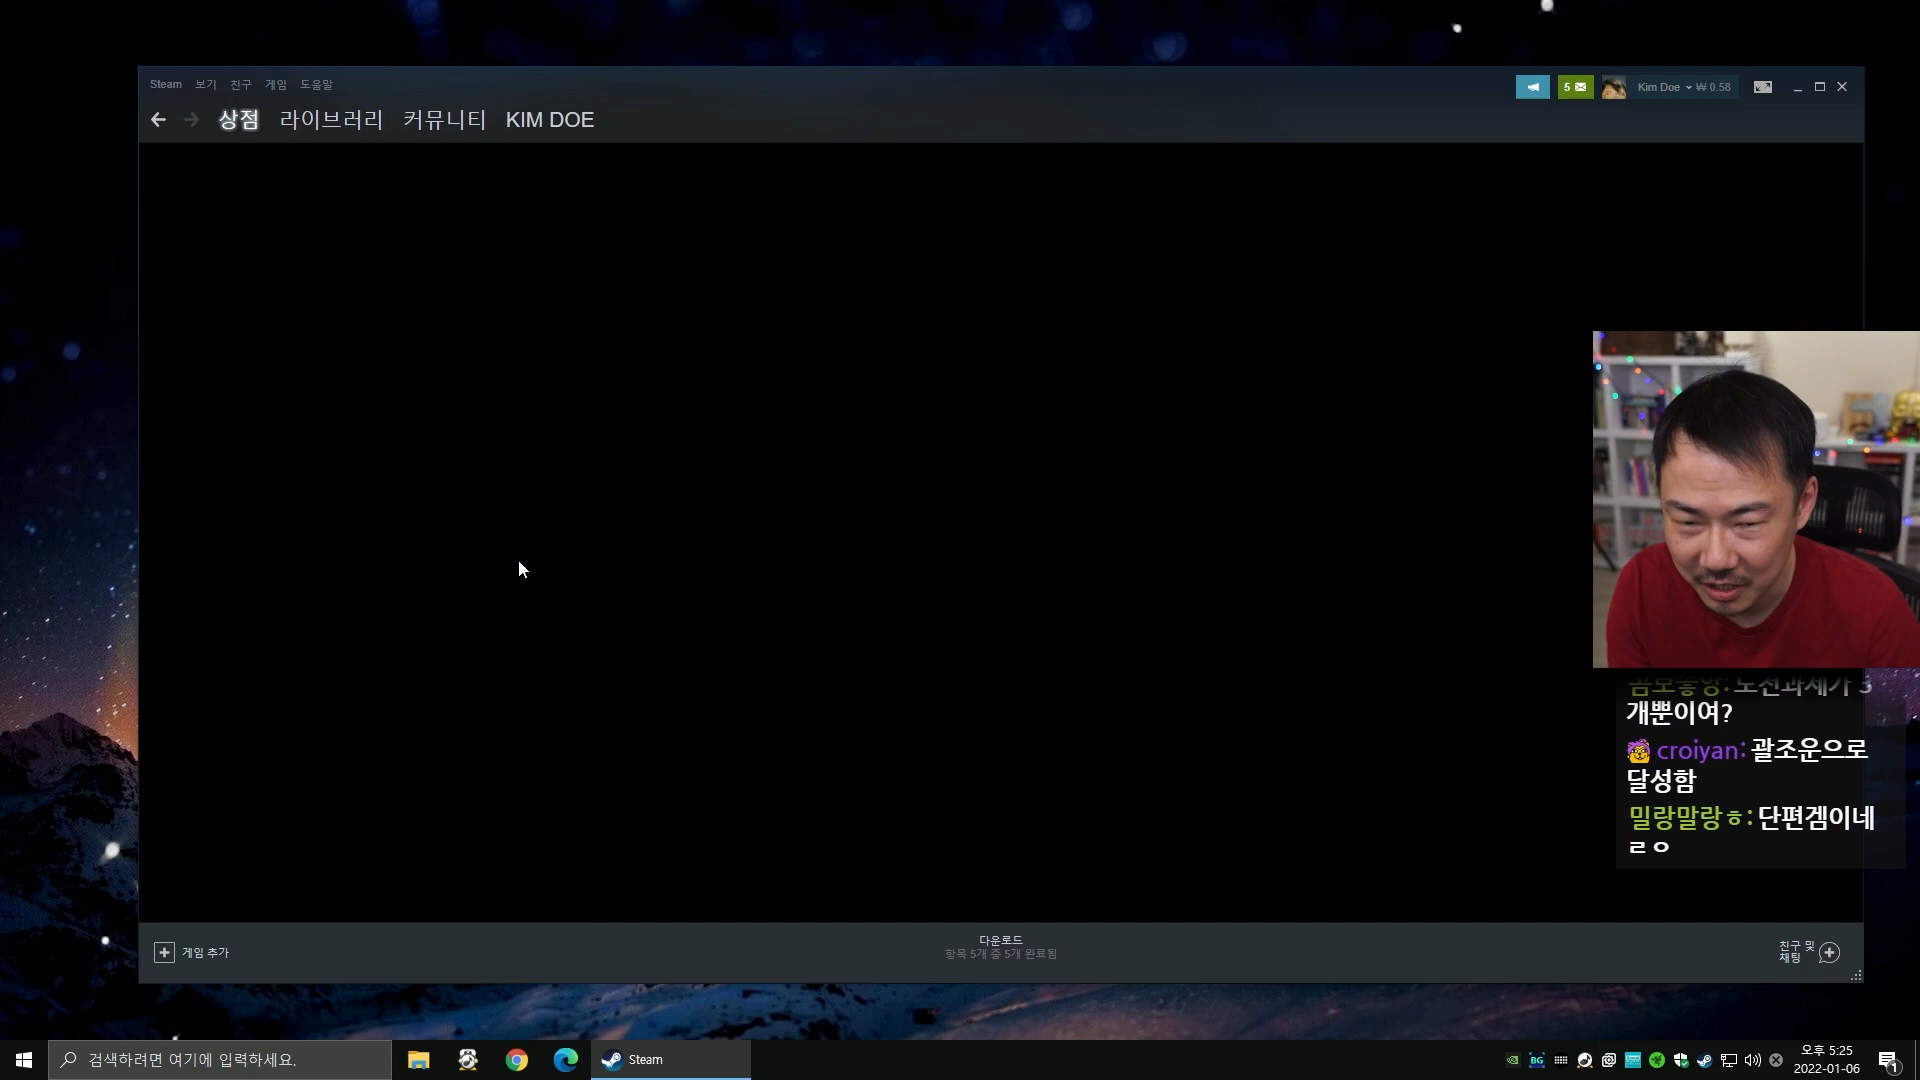 Steam 보기 친구 게임 도움말
5
Kim Doe ₩ 0.58
상점 라이브러리 커뮤니티 KIM DOE
개뿐이여?
croiyan: 괄조운으로
달성함
밀랑말랑ㅎ: 단편겜이네
ㄹㅇ
게임 추가
다운로드
항목 5개 중 5개 완료됨
친구 및
채팅
검색하려면 여기에 입력하세요.
Steam
BG
오후 5:25
2022-01-06
1